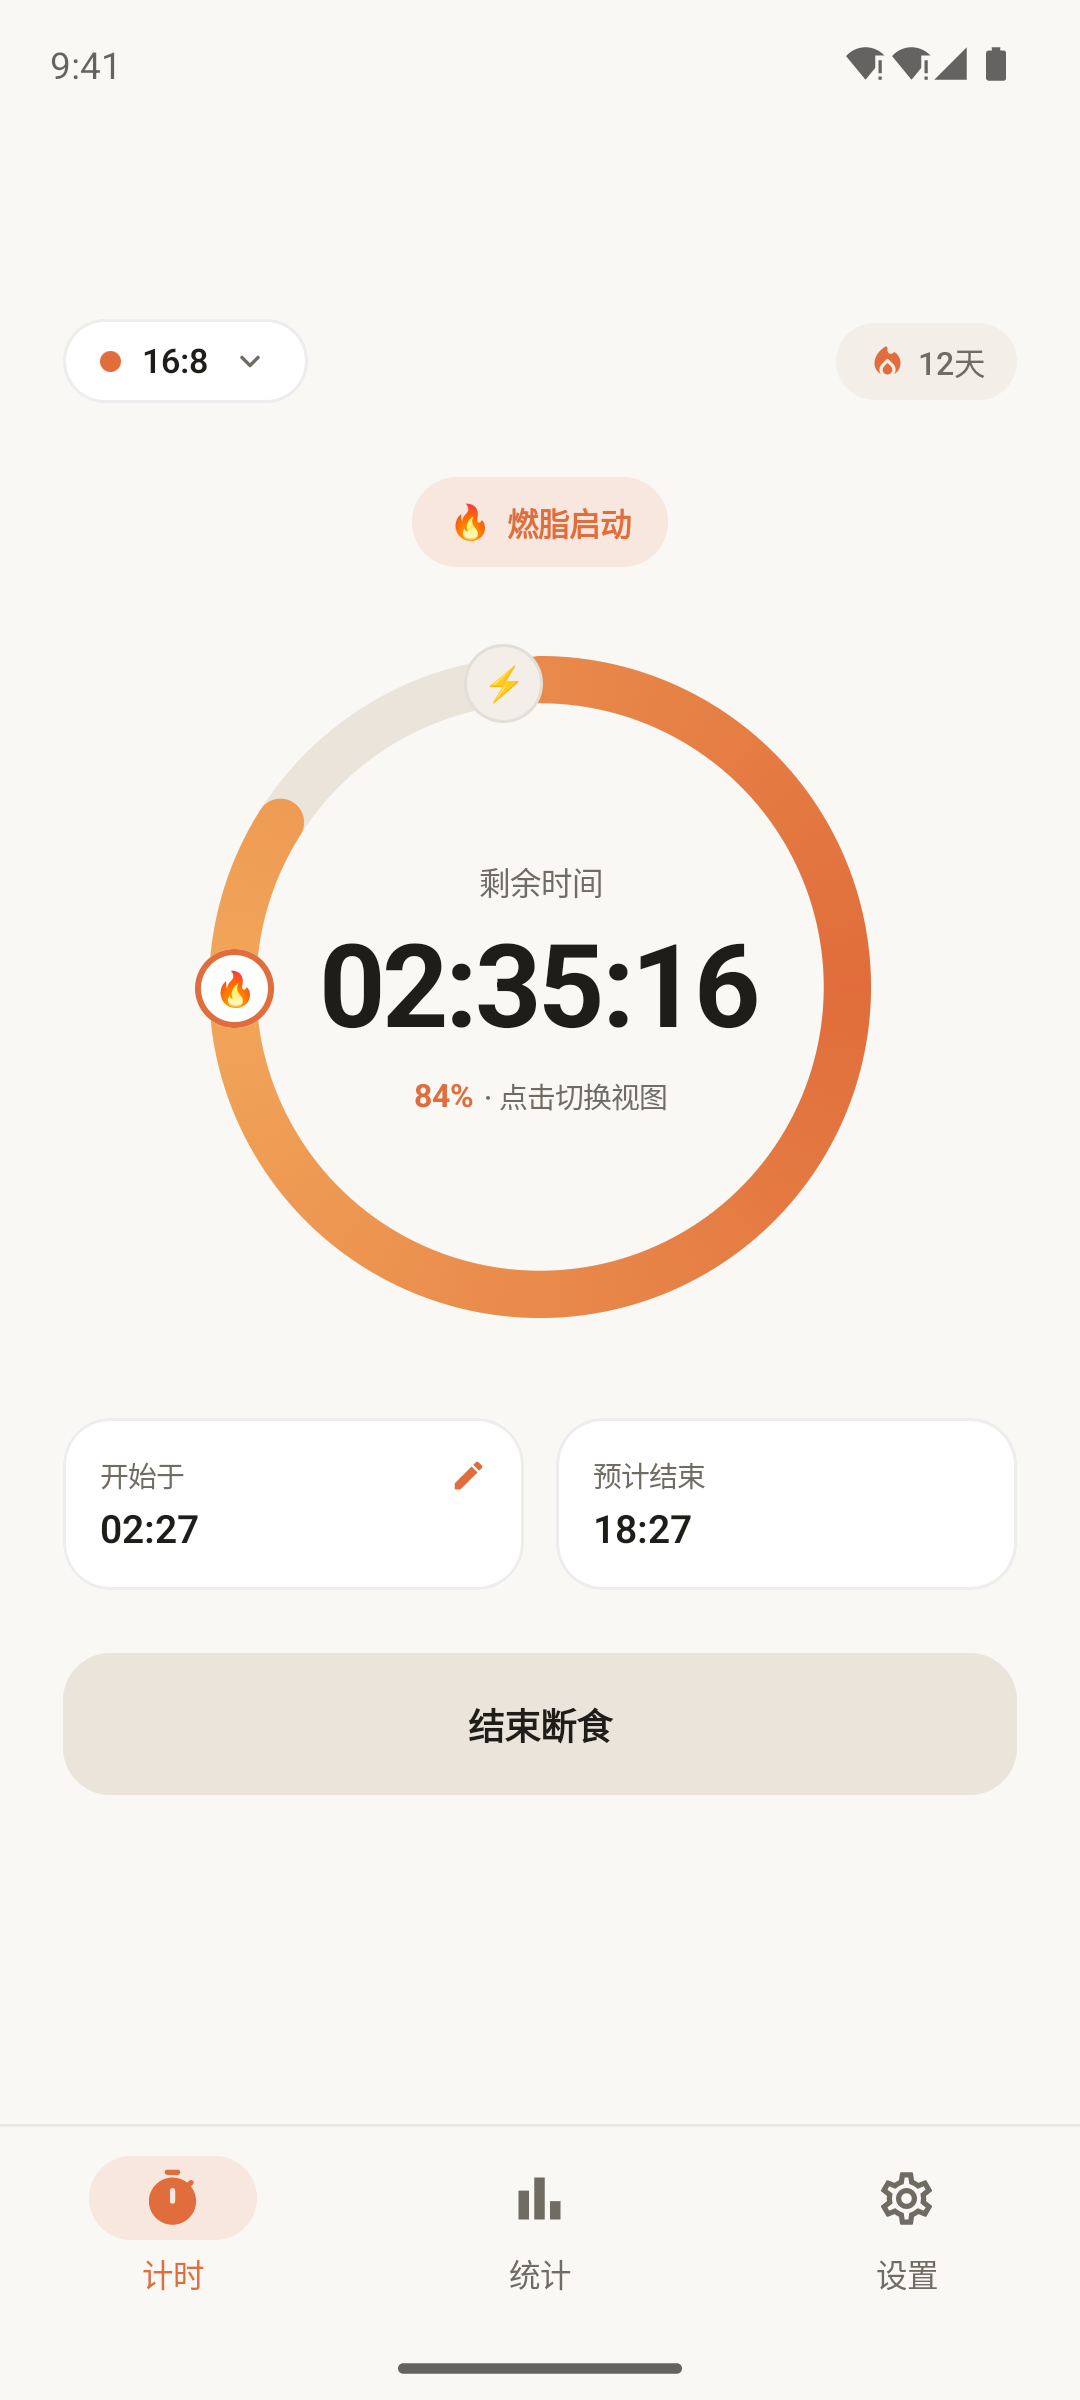 9:41
16:8
12天
🔥 燃脂启动
⚡
剩余时间
02:35:16
🔥
84% · 点击切换视图
开始于
02:27
预计结束
18:27
结束断食
计时
统计
设置